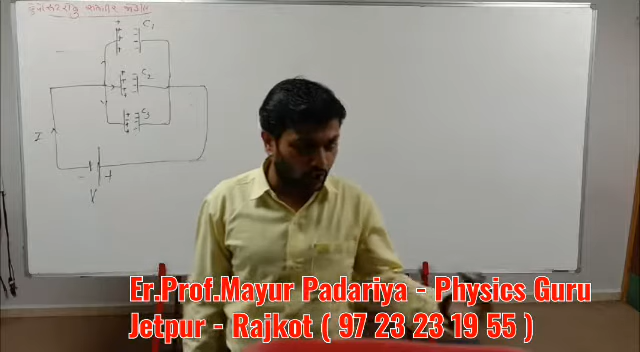 C₁
C₂
C₃
I
- +
V
Er.Prof.Mayur Padariya - Physics Guru
Jetpur - Rajkot ( 97 23 23 19 55 )